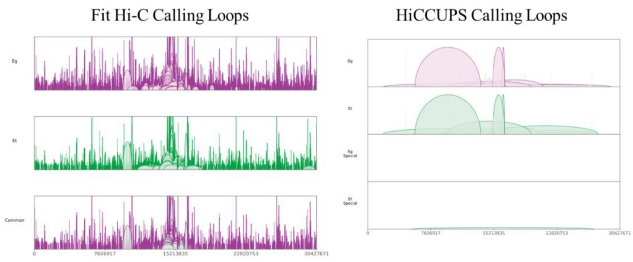 Fit Hi-C Calling Loops
HiCCUPS Calling Loops
Eg
Et
Common
0 7606917 15213835 22820753 30427671
Eg
Et
Eg
Special
Et
Special
0 7606917 15213835 22820753 30427671